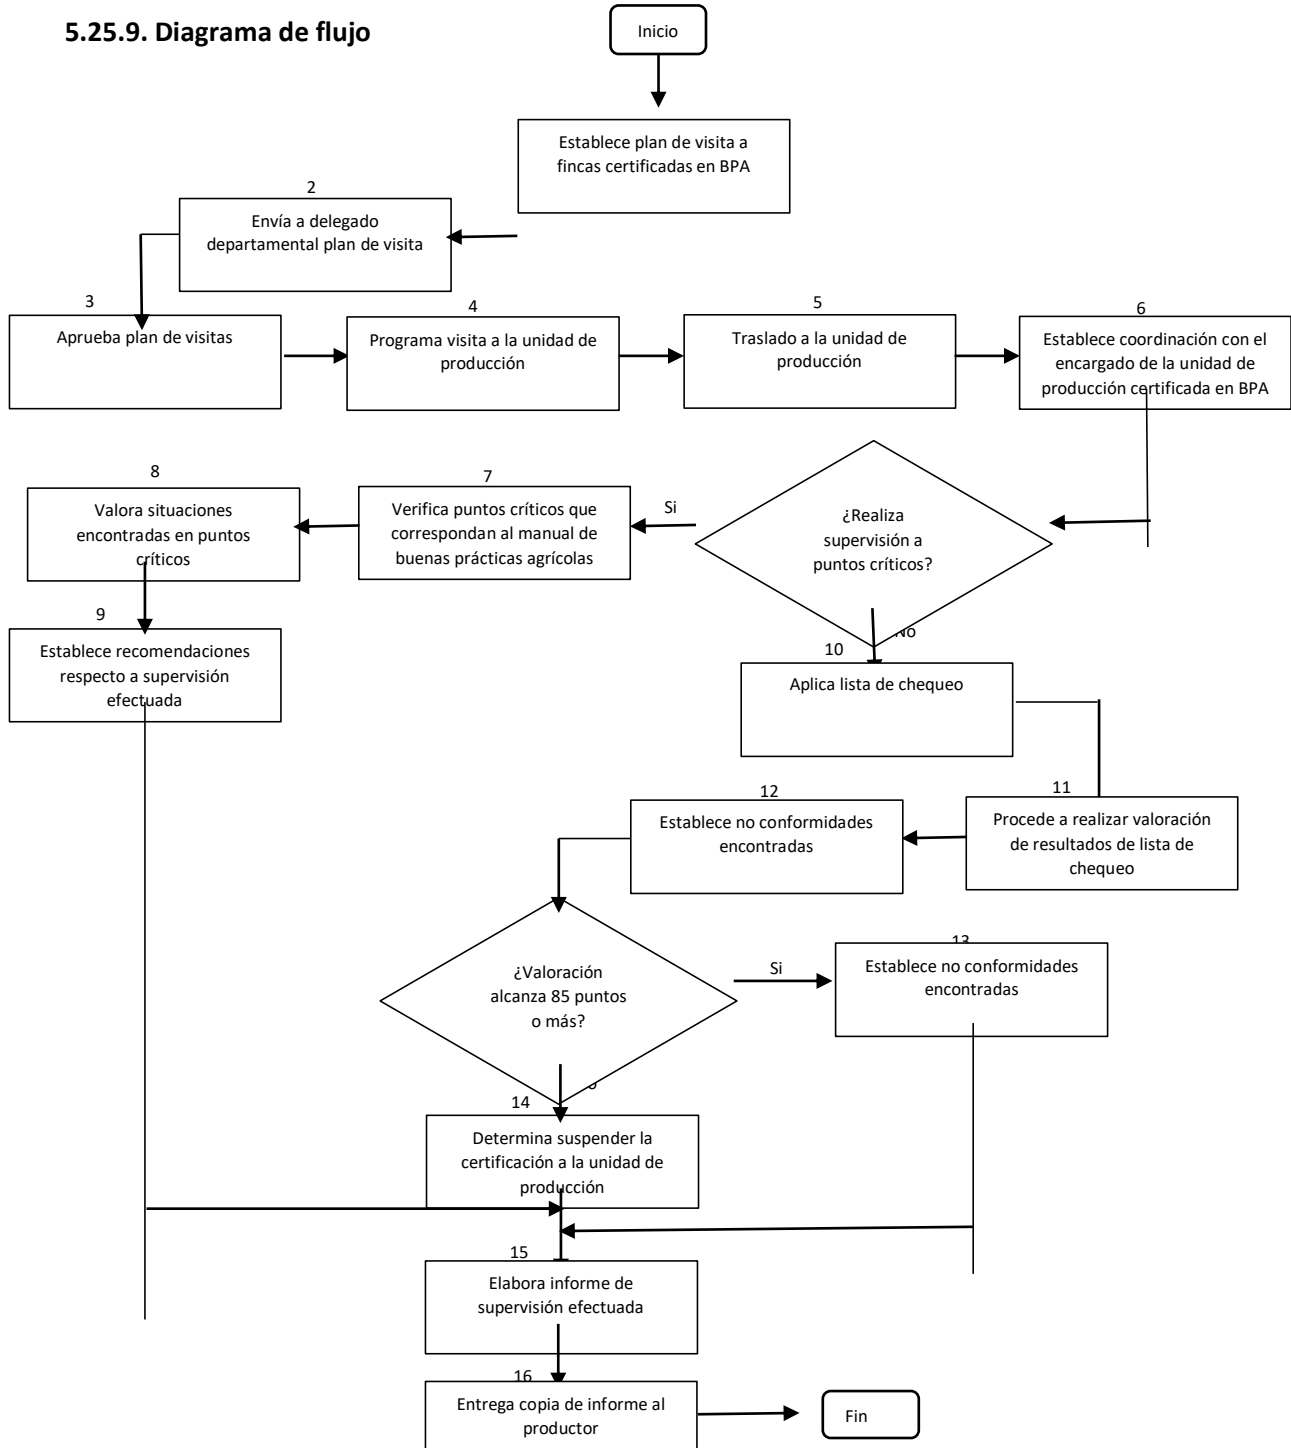 5.25.9. Diagrama de flujo
Inicio
Establece plan de visita a
fincas certificadas en BPA
2
Envía a delegado
departamental plan de visita
3
Aprueba plan de visitas
4
Programa visita a la unidad de
producción
5
Traslado a la unidad de
producción
6
Establece coordinación con el
encargado de la unidad de
producción certificada en BPA
¿Realiza
supervisión a
puntos críticos?
Si
7
Verifica puntos críticos que
correspondan al manual de
buenas prácticas agrícolas
8
Valora situaciones
encontradas en puntos
críticos
9
Establece recomendaciones
respecto a supervisión
efectuada
No
10
Aplica lista de chequeo
11
Procede a realizar valoración
de resultados de lista de
chequeo
12
Establece no conformidades
encontradas
¿Valoración
alcanza 85 puntos
o más?
Si
13
Establece no conformidades
encontradas
14
Determina suspender la
certificación a la unidad de
producción
15
Elabora informe de
supervisión efectuada
16
Entrega copia de informe al
productor
Fin